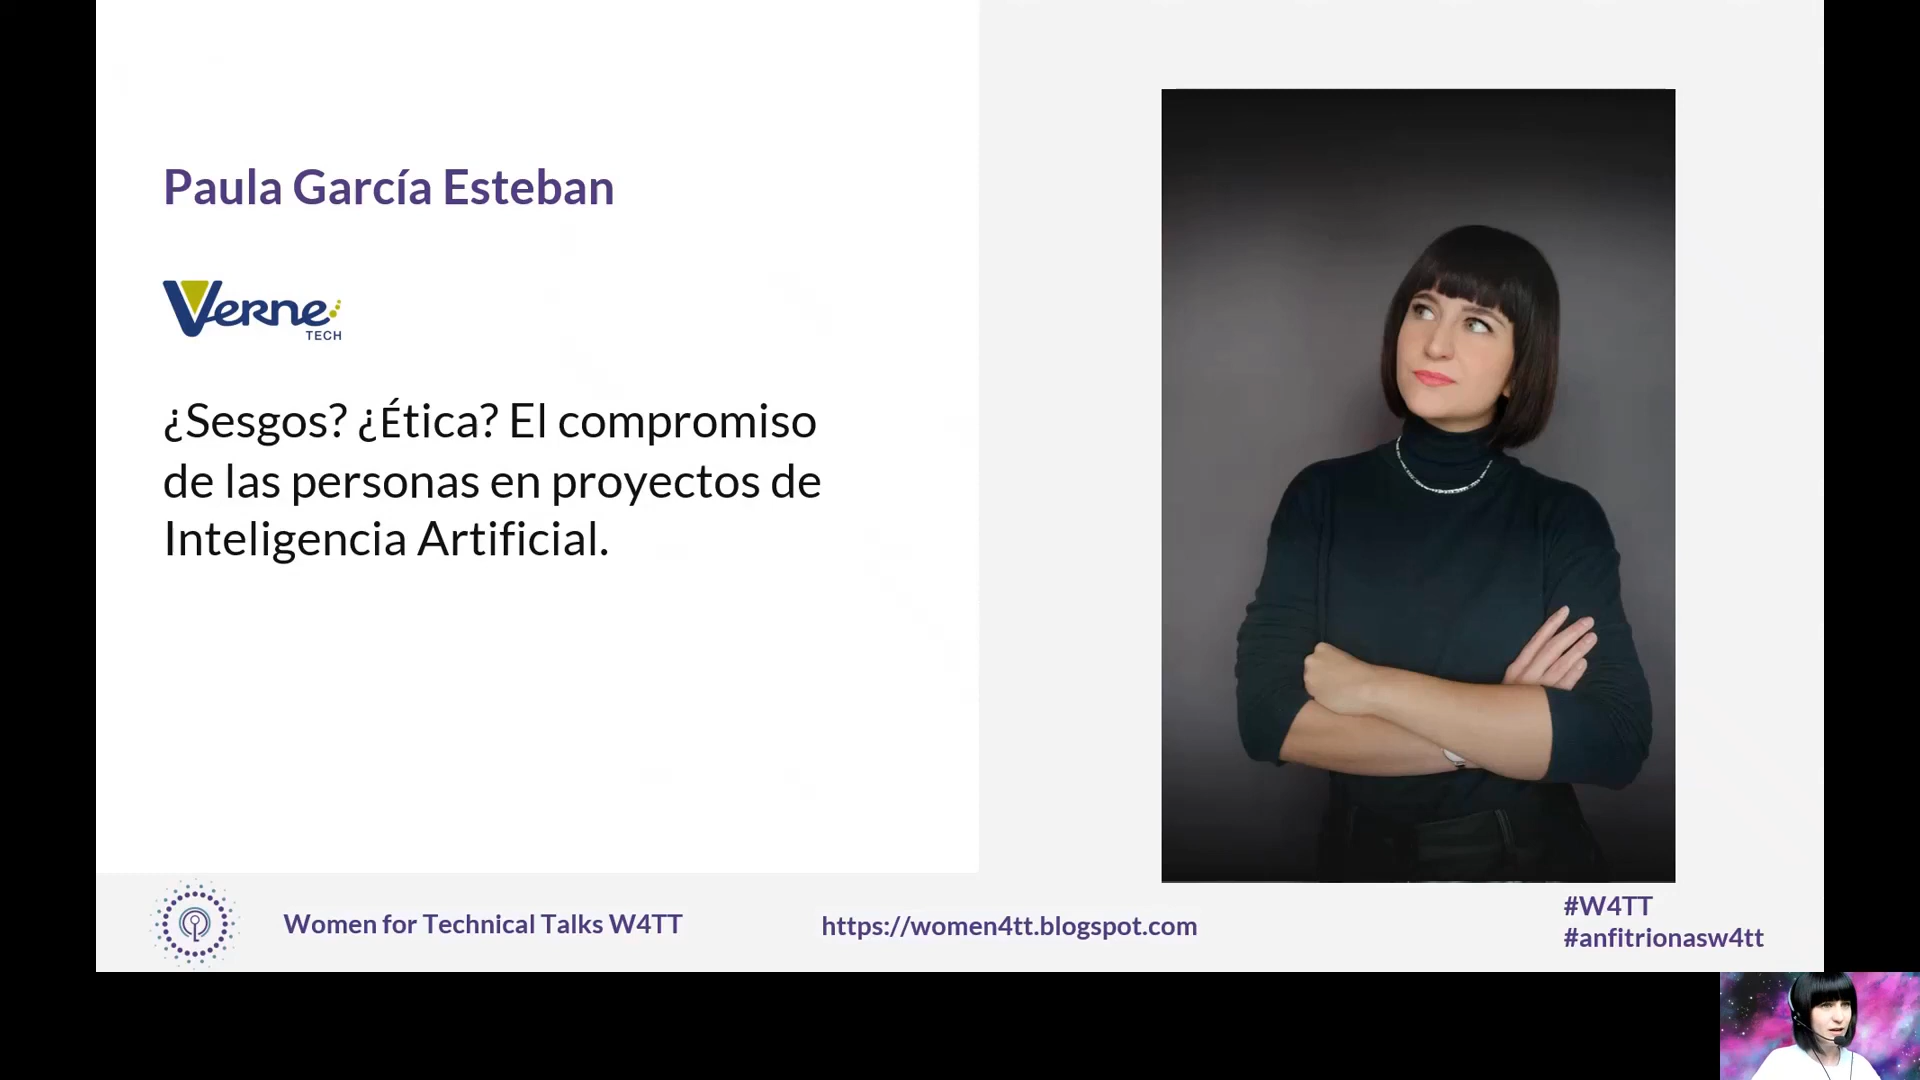 Paula García Esteban
Verne
TECH
¿Sesgos? ¿Ética? El compromiso
de las personas en proyectos de
Inteligencia Artificial.
Women for Technical Talks W4TT
https://women4tt.blogspot.com
#W4TT
#anfitrionasw4tt